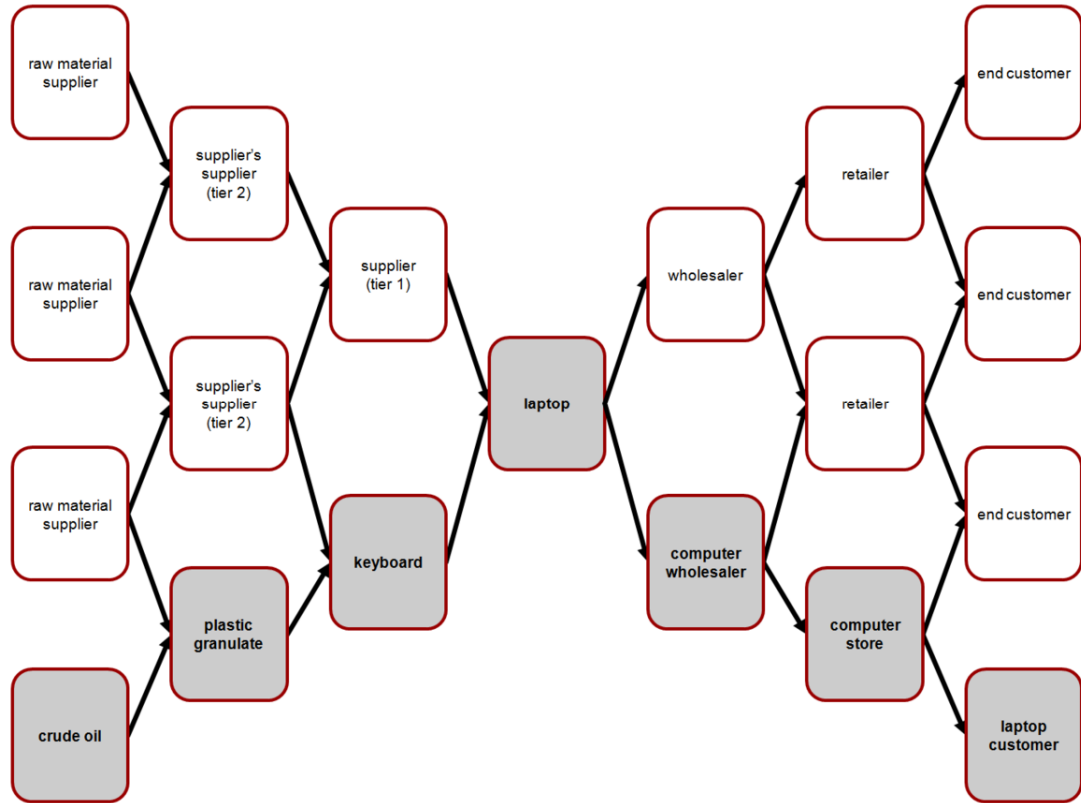 raw material
supplier
raw material
supplier
raw material
supplier
crude oil
supplier's
supplier
(tier 2)
supplier's
supplier
(tier 2)
plastic
granulate
supplier
(tier 1)
keyboard
laptop
wholesaler
computer
wholesaler
retailer
retailer
computer
store
end customer
end customer
end customer
laptop
customer